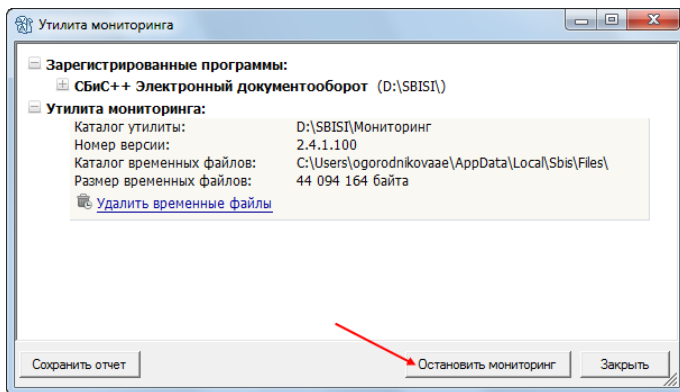 Утилита мониторинга
Зарегистрированные программы:
СБиС++ Электронный документооборот (D:\SBISI\)
Утилита мониторинга:
Каталог утилиты: D:\SBISI\Мониторинг
Номер версии: 2.4.1.100
Каталог временных файлов: C:\Users\ogorodnikovaae\AppData\Local\Sbis\Files\
Размер временных файлов: 44 094 164 байта
Удалить временные файлы
Сохранить отчет Остановить мониторинг Закрыть